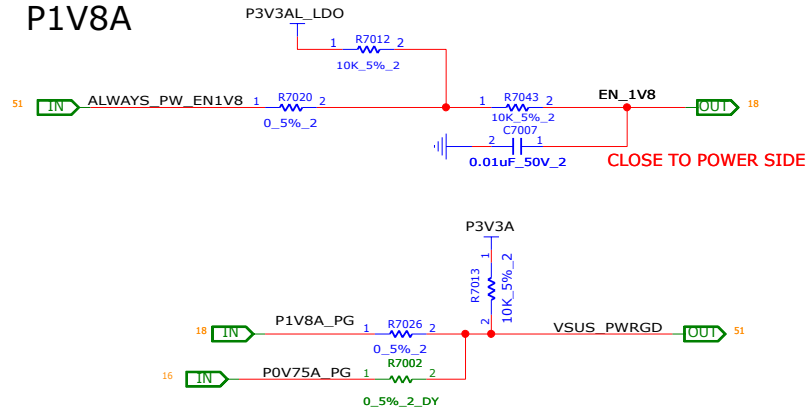 P1V8A
P3V3AL_LDO
1 R7012 2
10K_5%_2
51 IN ALWAYS_PW_EN1V8 1 R7020 2 1 R7043 2 EN_1V8 OUT 18
0_5%_2 10K_5%_2
C7007
2 1
0.01uF_50V_2 CLOSE TO POWER SIDE
P3V3A
1
R7013
10K_5%_2
2
18 IN P1V8A_PG 1 R7026 2 VSUS_PWRGD OUT 51
0_5%_2
16 IN P0V75A_PG 1 R7002 2
0_5%_2_DY